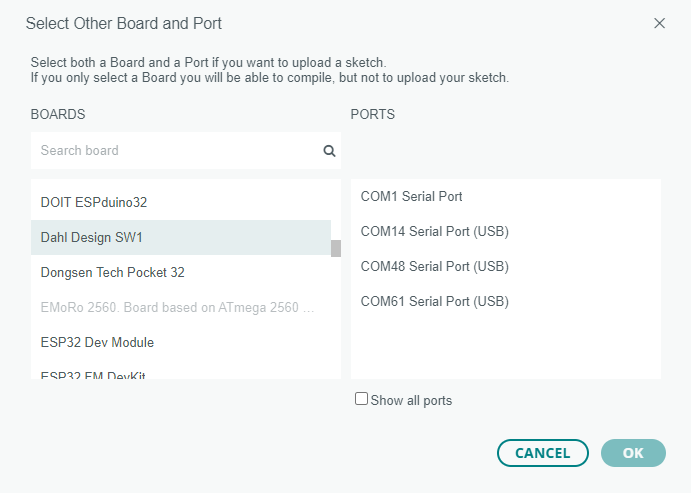 Select Other Board and Port
Select both a Board and a Port if you want to upload a sketch.
If you only select a Board you will be able to compile, but not to upload your sketch.
BOARDS
PORTS
Search board
DOIT ESPduino32
Dahl Design SW1
Dongsen Tech Pocket 32
EMoRo 2560. Board based on ATmega 2560 ...
ESP32 Dev Module
ESP32 FM DevKit
COM1 Serial Port
COM14 Serial Port (USB)
COM48 Serial Port (USB)
COM61 Serial Port (USB)
Show all ports
CANCEL
OK